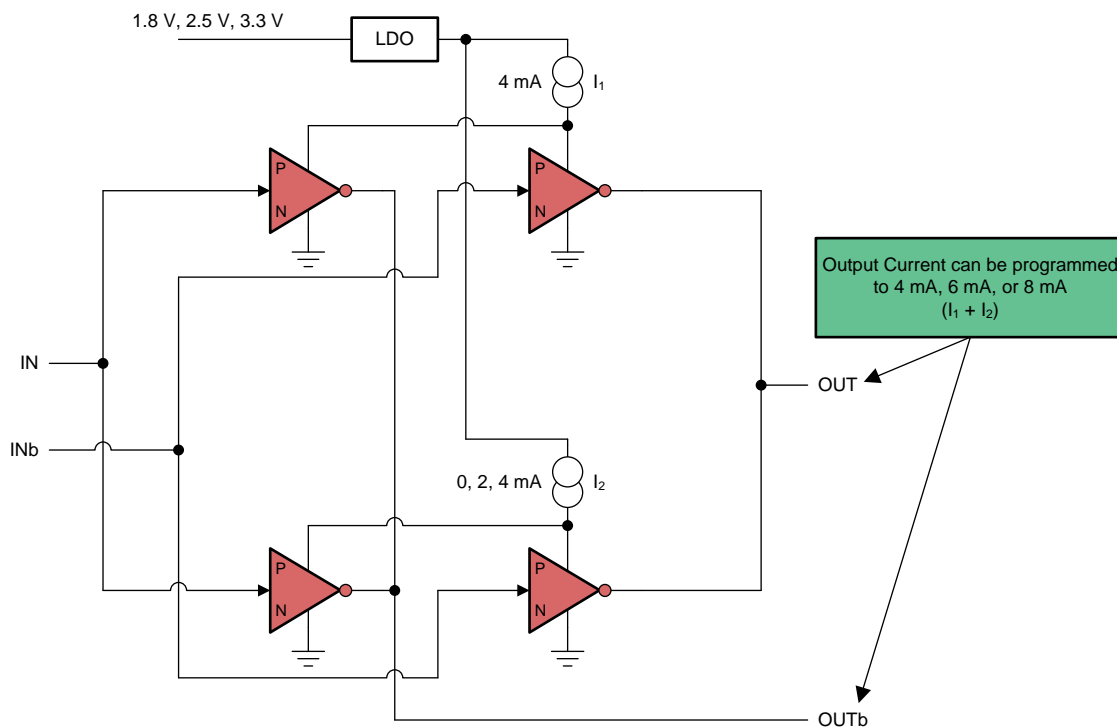 1.8 V, 2.5 V, 3.3 V
LDO
4 mA
I₁
P
N
P
N
Output Current can be programmed
to 4 mA, 6 mA, or 8 mA
(I₁ + I₂)
IN
OUT
INb
0, 2, 4 mA
I₂
P
N
P
N
OUTb